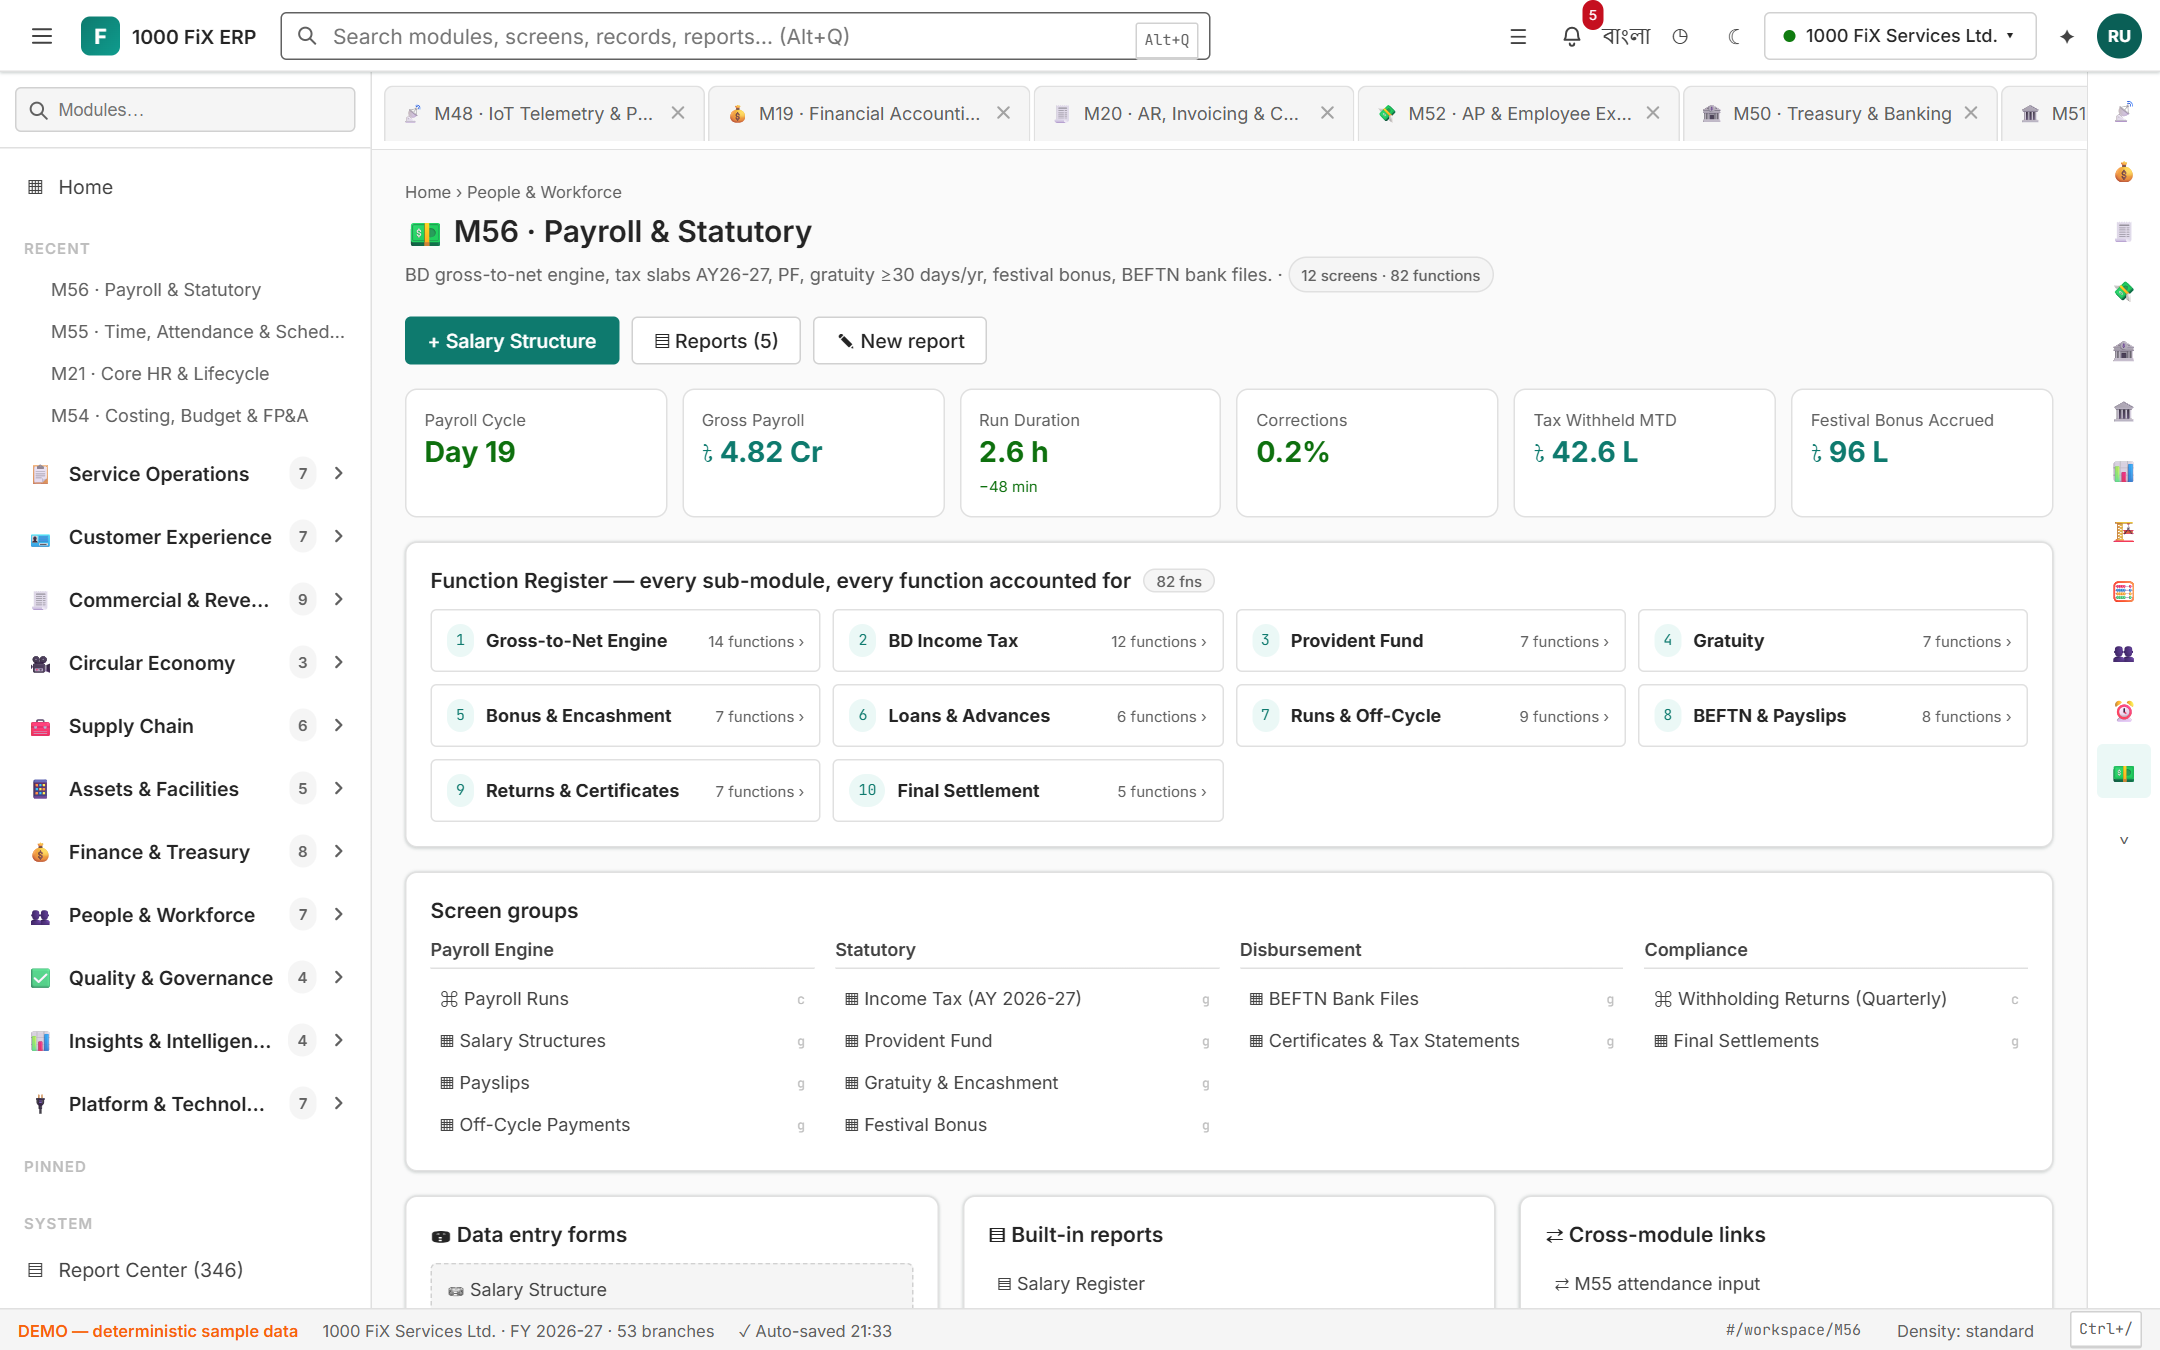 F 1000 FiX ERP
Search modules, screens, records, reports... (Alt+Q) Alt+Q
5
বাংলা
1000 FiX Services Ltd.
RU
Modules...
M48 · IoT Telemetry & P...
M19 · Financial Accounti...
M20 · AR, Invoicing & C...
M52 · AP & Employee Ex...
M50 · Treasury & Banking
M51
Home
RECENT
M56 · Payroll & Statutory
M55 · Time, Attendance & Sched...
M21 · Core HR & Lifecycle
M54 · Costing, Budget & FP&A
Service Operations 7
Customer Experience 7
Commercial & Reve... 9
Circular Economy 3
Supply Chain 6
Assets & Facilities 5
Finance & Treasury 8
People & Workforce 7
Quality & Governance 4
Insights & Intelligen... 4
Platform & Technol... 7
PINNED
SYSTEM
Report Center (346)
Home › People & Workforce
M56 · Payroll & Statutory
BD gross-to-net engine, tax slabs AY26-27, PF, gratuity ≥30 days/yr, festival bonus, BEFTN bank files. · 12 screens · 82 functions
+ Salary Structure
Reports (5)
New report
Payroll Cycle
Day 19
Gross Payroll
৳ 4.82 Cr
Run Duration
2.6 h
−48 min
Corrections
0.2%
Tax Withheld MTD
৳ 42.6 L
Festival Bonus Accrued
৳ 96 L
Function Register — every sub-module, every function accounted for 82 fns
1 Gross-to-Net Engine 14 functions ›
2 BD Income Tax 12 functions ›
3 Provident Fund 7 functions ›
4 Gratuity 7 functions ›
5 Bonus & Encashment 7 functions ›
6 Loans & Advances 6 functions ›
7 Runs & Off-Cycle 9 functions ›
8 BEFTN & Payslips 8 functions ›
9 Returns & Certificates 7 functions ›
10 Final Settlement 5 functions ›
Screen groups
Payroll Engine
Payroll Runs c
Salary Structures g
Payslips g
Off-Cycle Payments g
Statutory
Income Tax (AY 2026-27) g
Provident Fund g
Gratuity & Encashment g
Festival Bonus g
Disbursement
BEFTN Bank Files g
Certificates & Tax Statements g
Compliance
Withholding Returns (Quarterly) c
Final Settlements g
Data entry forms
Salary Structure
Built-in reports
Salary Register
Cross-module links
M55 attendance input
DEMO — deterministic sample data
1000 FiX Services Ltd. · FY 2026-27 · 53 branches
✓ Auto-saved 21:33
#/workspace/M56
Density: standard
Ctrl+/